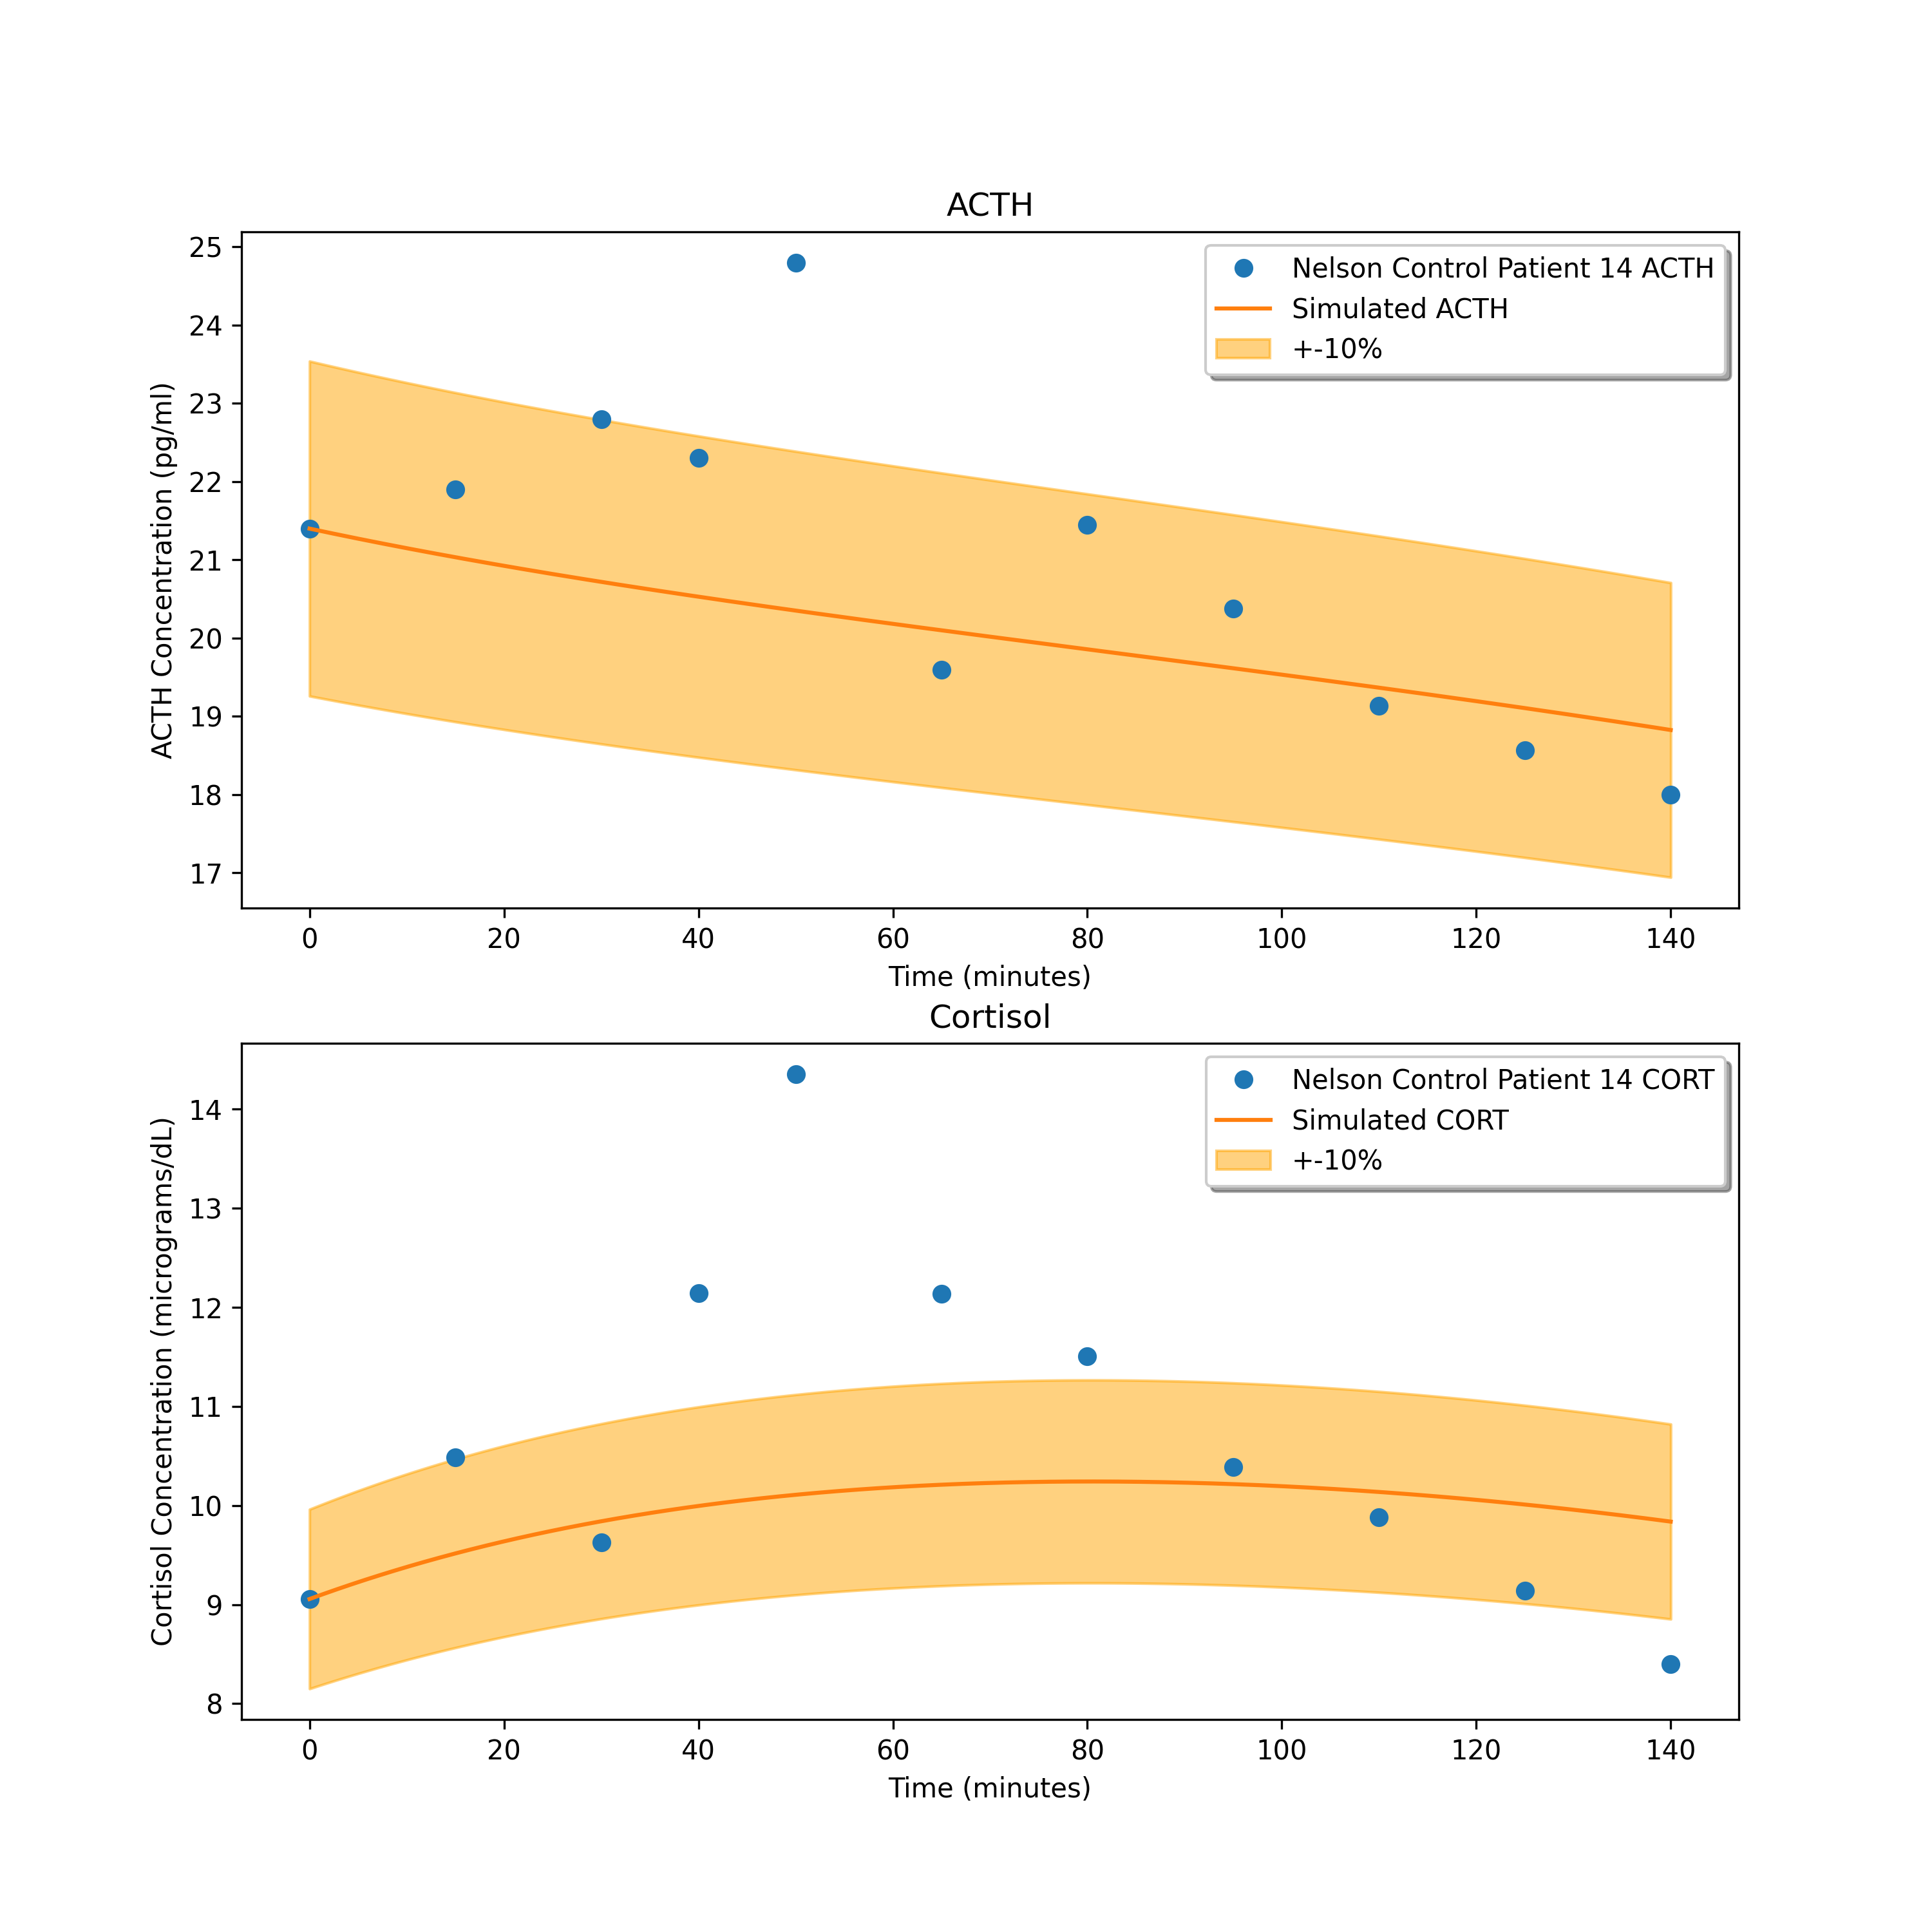 ACTH
25
24
23
22
21
20
19
18
17
ACTH Concentration (pg/ml)
Nelson Control Patient 14 ACTH
Simulated ACTH
+-10%
0 20 40 60 80 100 120 140
Time (minutes)
Cortisol
14
13
12
11
10
9
8
Cortisol Concentration (micrograms/dL)
Nelson Control Patient 14 CORT
Simulated CORT
+-10%
0 20 40 60 80 100 120 140
Time (minutes)